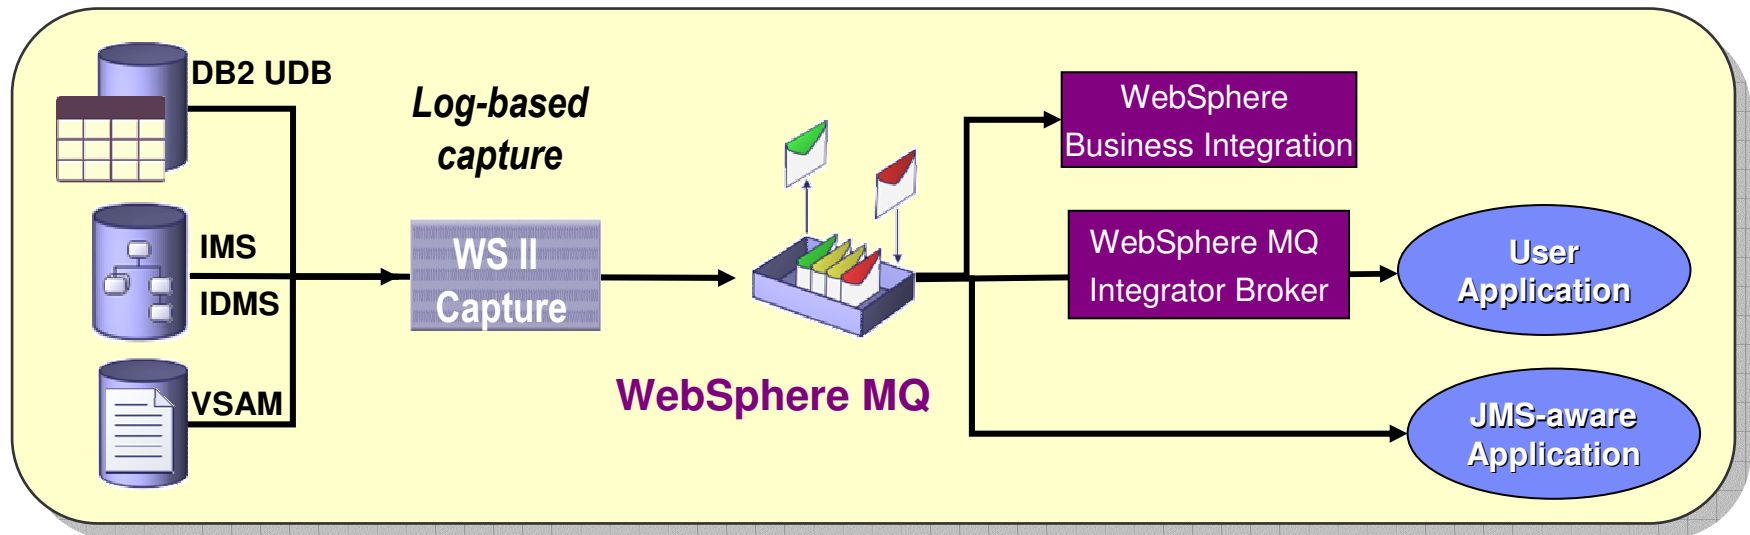 DB2 UDB
IMS
IDMS
VSAM
Log-based
capture
WS II
Capture
WebSphere MQ
WebSphere
Business Integration
WebSphere MQ
Integrator Broker
User
Application
JMS-aware
Application